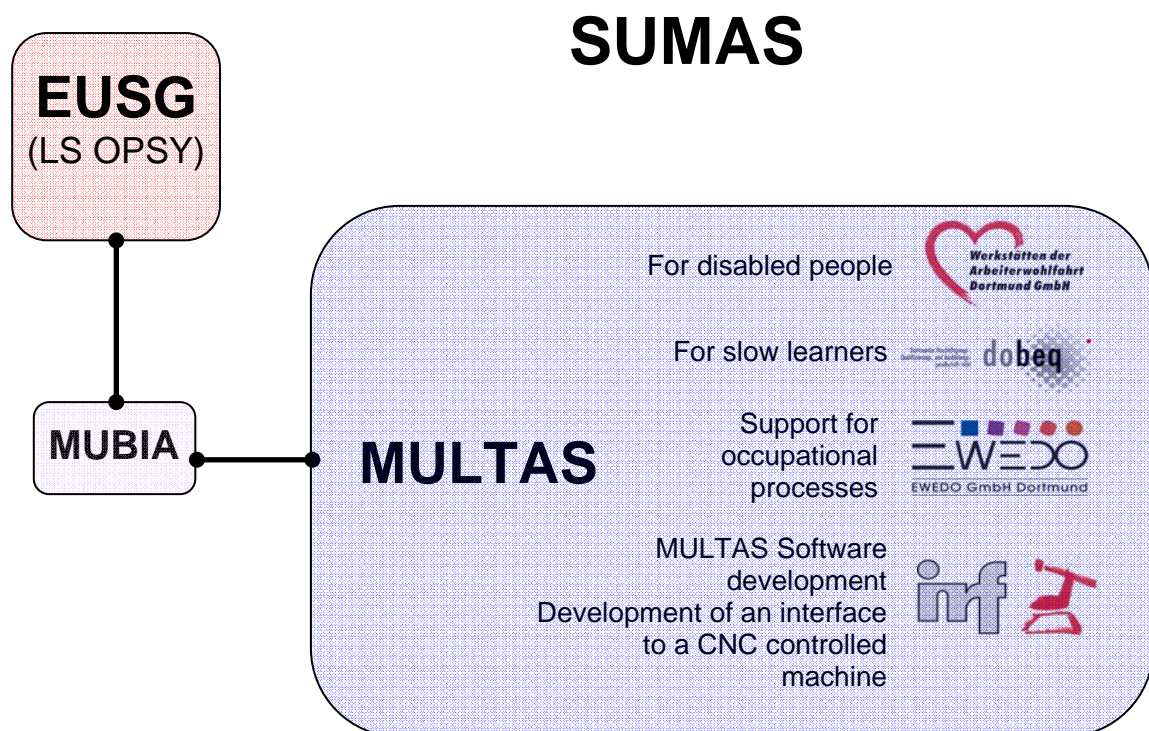 SUMAS
EUSG
(LS OPSY)
MUBIA
MULTAS
For disabled people
Werkstätten der
Arbeiterwohlfahrt
Dortmund GmbH
For slow learners
dobeq
Support for
occupational
processes
EWEDO
EWEDO GmbH Dortmund
MULTAS Software
development
Development of an interface
to a CNC controlled
machine
irf